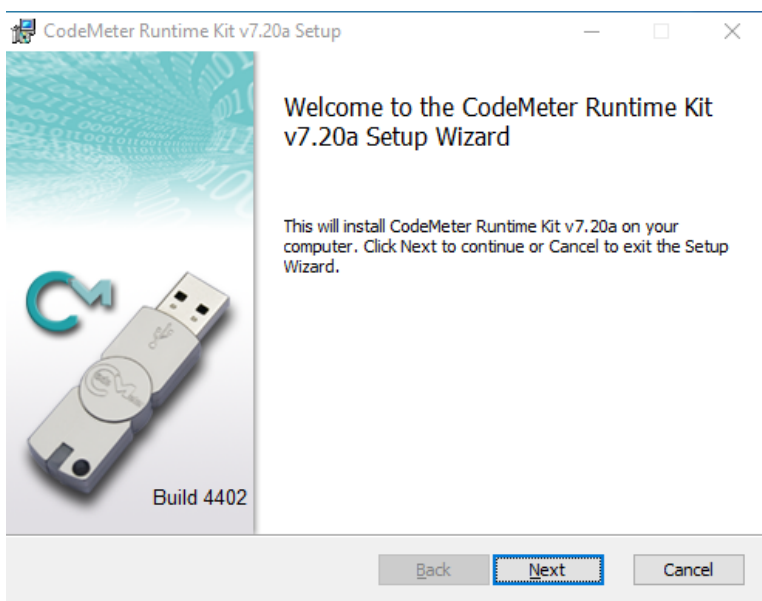 CodeMeter Runtime Kit v7.20a Setup
Welcome to the CodeMeter Runtime Kit
v7.20a Setup Wizard
This will install CodeMeter Runtime Kit v7.20a on your
computer. Click Next to continue or Cancel to exit the Setup
Wizard.
CM
Build 4402
Back
Next
Cancel